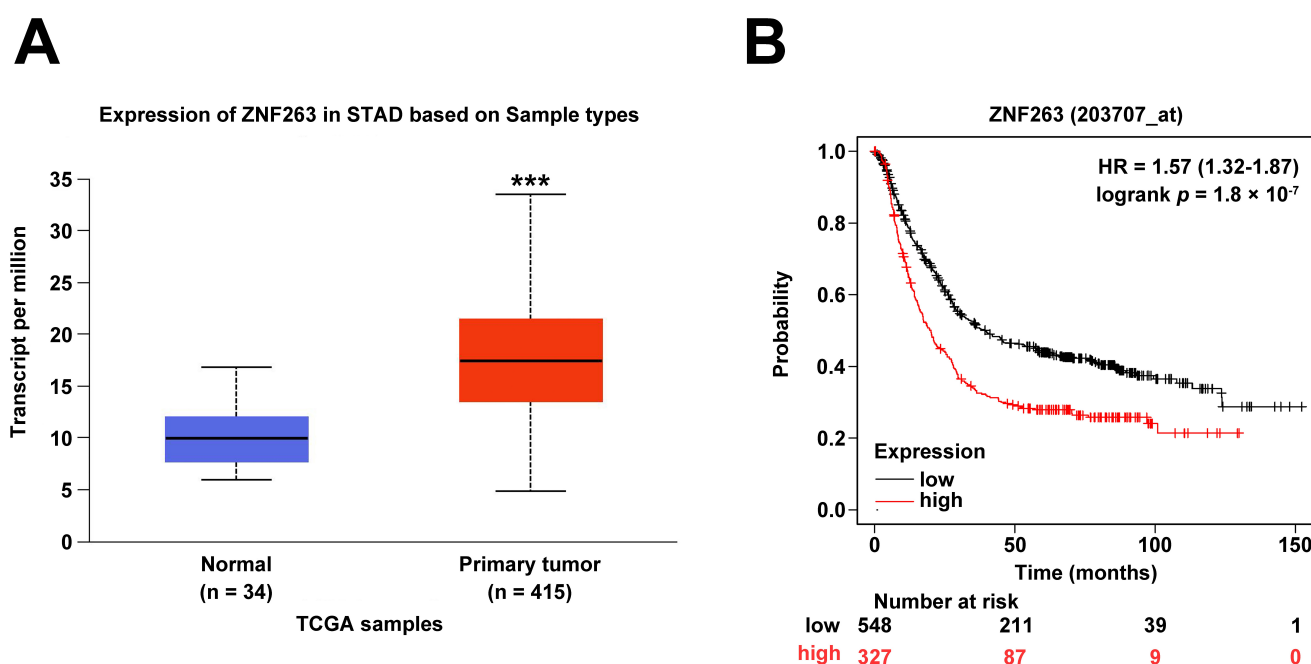 A
Expression of ZNF263 in STAD based on Sample types
Transcript per million
35
30
25
20
15
10
5
0
***
Normal
(n = 34)
Primary tumor
(n = 415)
TCGA samples
B
ZNF263 (203707_at)
HR = 1.57 (1.32-1.87)
logrank p = 1.8 × 10-7
Probability
1.0
0.8
0.6
0.4
0.2
0.0
Expression
low
high
0 50 100 150
Time (months)
Number at risk
low 548 211 39 1
high 327 87 9 0